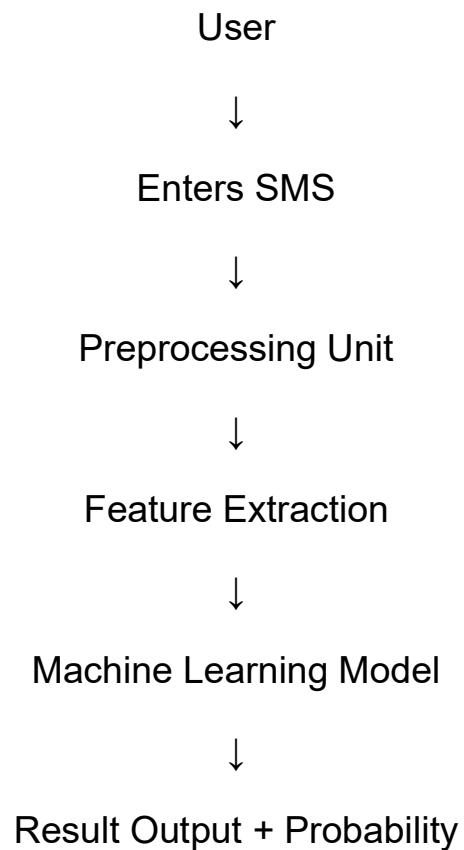 User
↓
Enters SMS
↓
Preprocessing Unit
↓
Feature Extraction
↓
Machine Learning Model
↓
Result Output + Probability